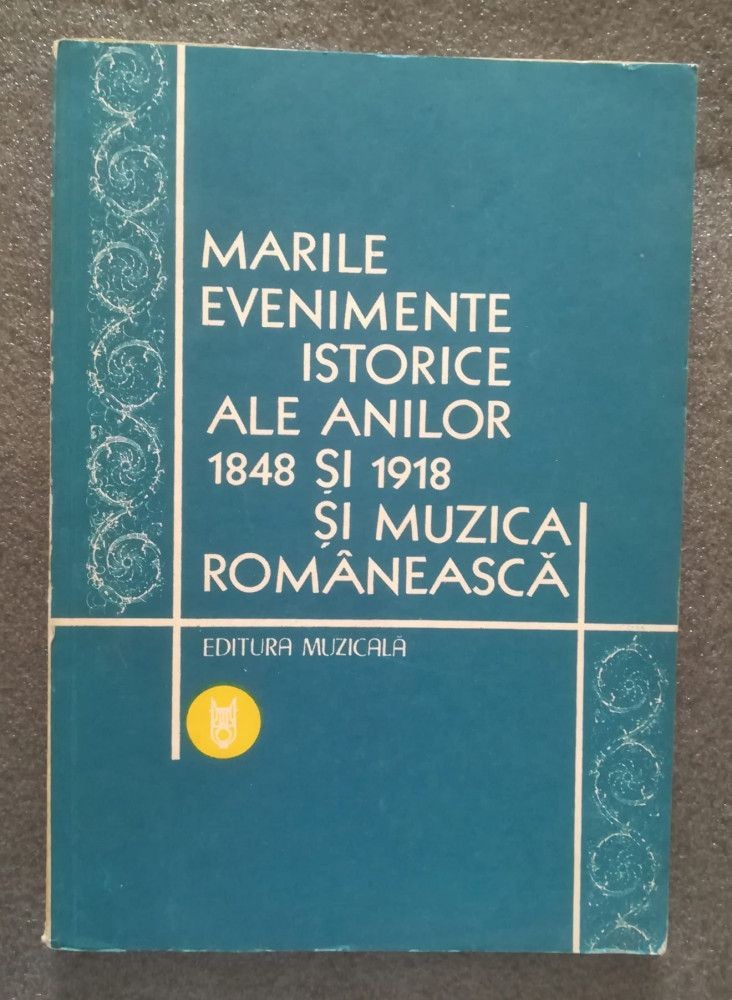 MARILE
EVENIMENTE
ISTORICE
ALE ANILOR
1848 ȘI 1918
ȘI MUZICA
ROMÂNEASCĂ
EDITURA MUZICALĂ